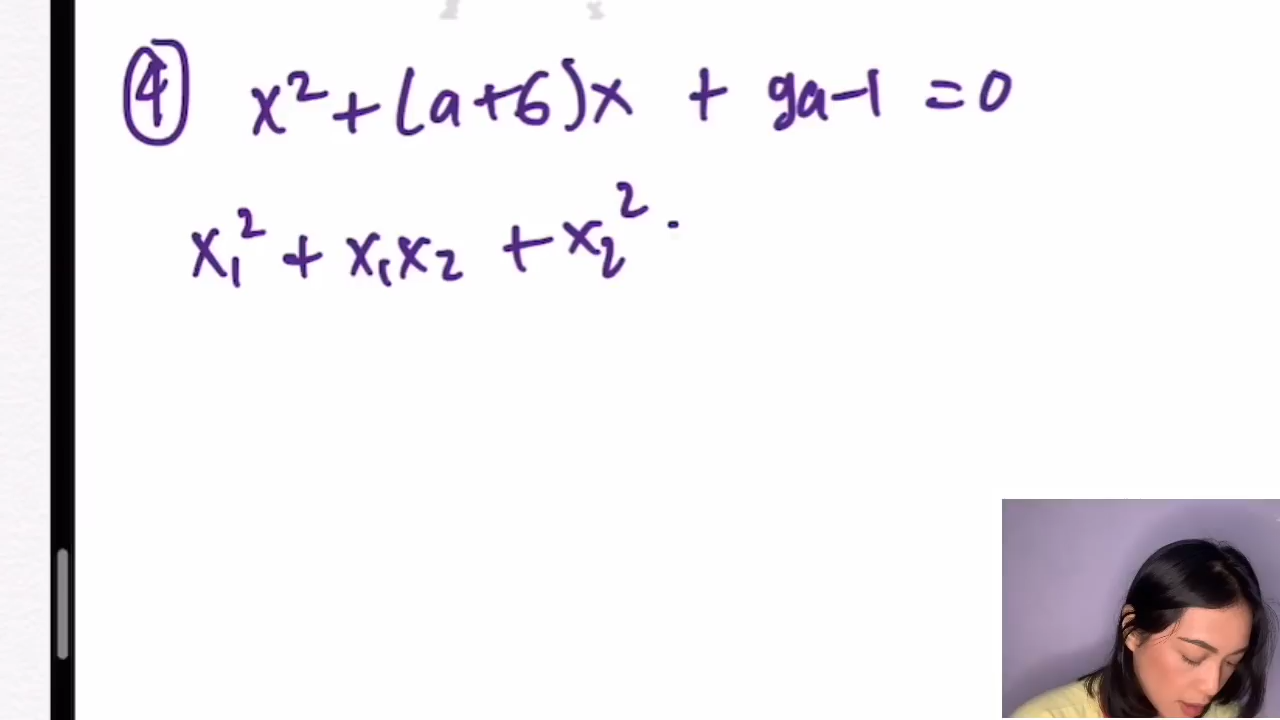 ④ x² + (a+6)x + 9a-1 = 0
x₁² + x₁x₂ + x₂²